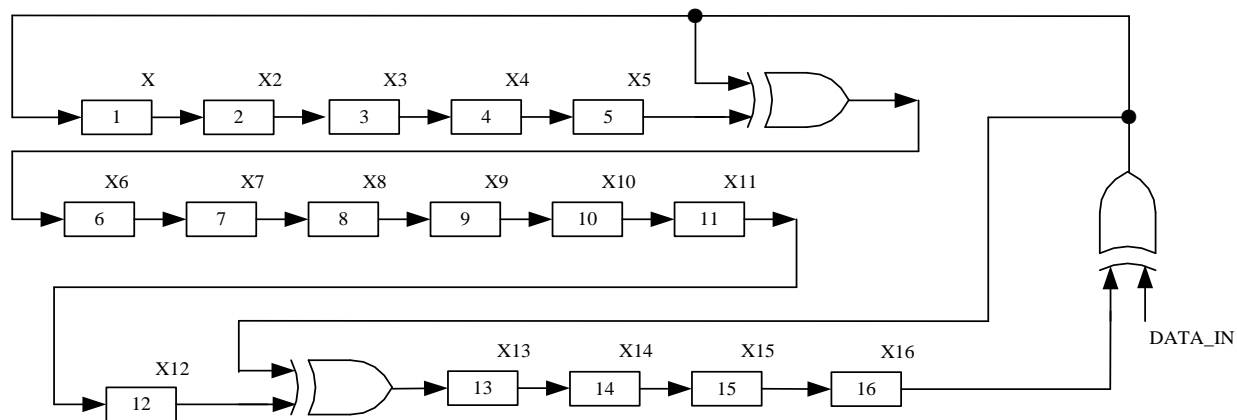 X X2 X3 X4 X5
1 2 3 4 5
X6 X7 X8 X9 X10 X11
6 7 8 9 10 11
DATA_IN
X12 X13 X14 X15 X16
12 13 14 15 16